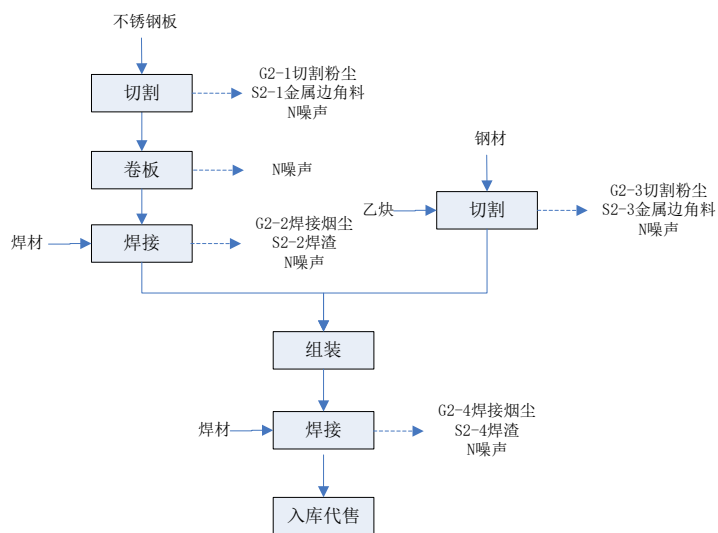 不锈钢板
切割
G2-1切割粉尘
S2-1金属边角料
N噪声
卷板
N噪声
焊材
焊接
G2-2焊接烟尘
S2-2焊渣
N噪声
钢材
乙炔
切割
G2-3切割粉尘
S2-3金属边角料
N噪声
组装
焊材
焊接
G2-4焊接烟尘
S2-4焊渣
N噪声
入库代售